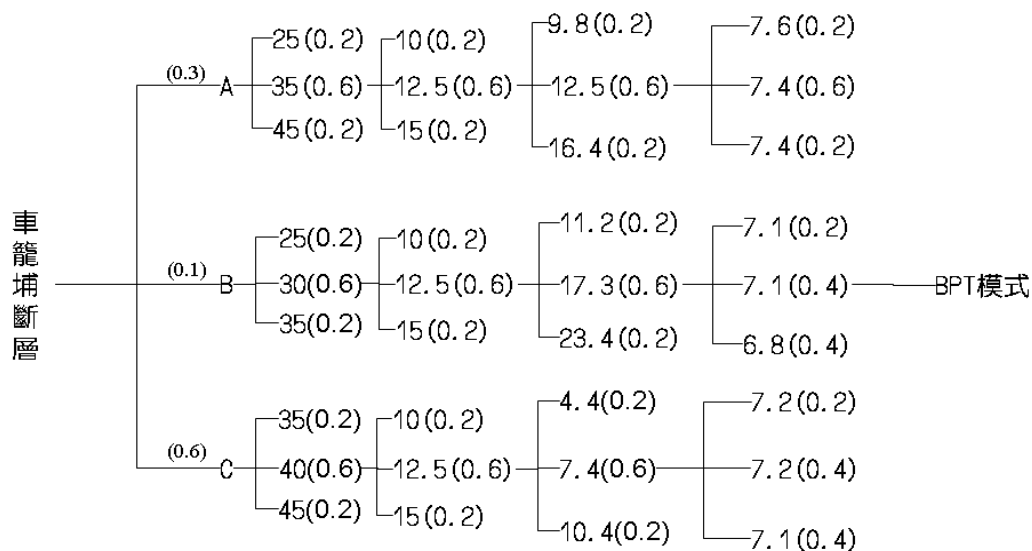 車籠埔斷層
(0.3) A 25(0.2) 10(0.2) 9.8(0.2) 7.6(0.2)
35(0.6) 12.5(0.6) 12.5(0.6) 7.4(0.6)
45(0.2) 15(0.2) 16.4(0.2) 7.4(0.2)
(0.1) B 25(0.2) 10(0.2) 11.2(0.2) 7.1(0.2)
30(0.6) 12.5(0.6) 17.3(0.6) 7.1(0.4) BPT模式
35(0.2) 15(0.2) 23.4(0.2) 6.8(0.4)
(0.6) C 35(0.2) 10(0.2) 4.4(0.2) 7.2(0.2)
40(0.6) 12.5(0.6) 7.4(0.6) 7.2(0.4)
45(0.2) 15(0.2) 10.4(0.2) 7.1(0.4)